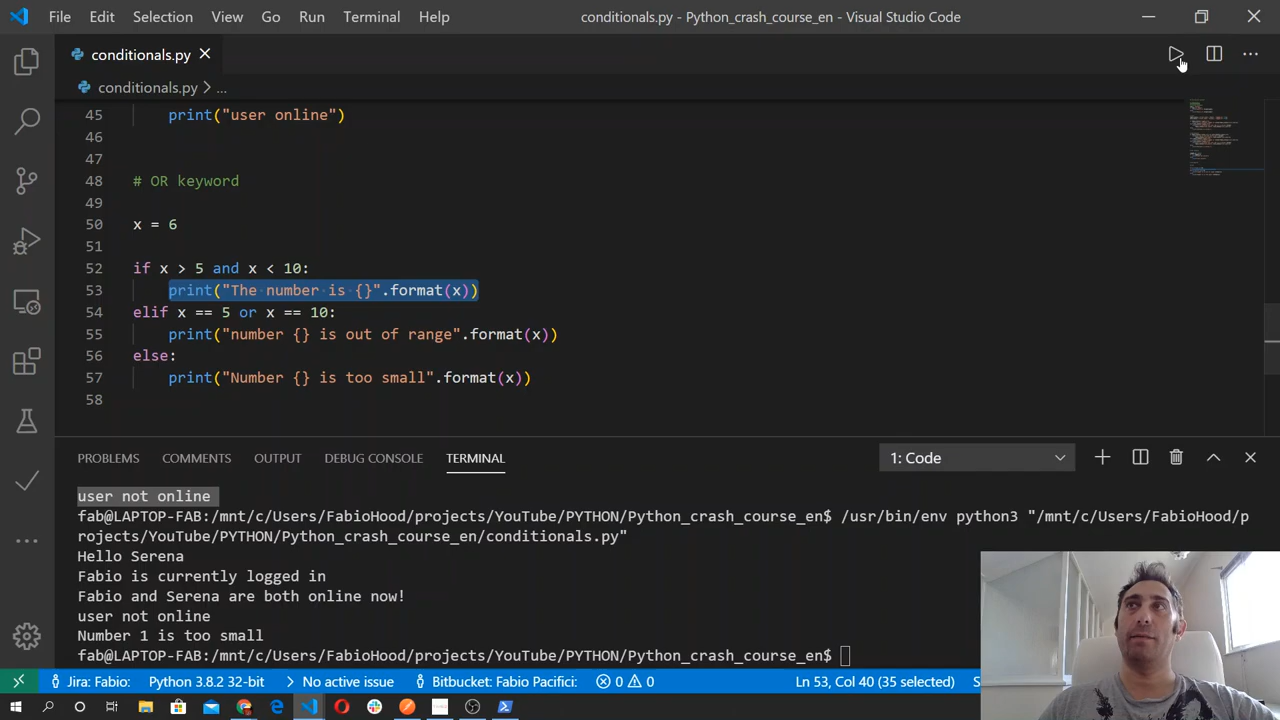 File Edit Selection View Go Run Terminal Help conditionals.py - Python_crash_course_en - Visual Studio Code
conditionals.py
conditionals.py > ...
45 print("user online")
46
47
48 # OR keyword
49
50 x = 6
51
52 if x > 5 and x < 10:
53 print("The number is {}".format(x))
54 elif x == 5 or x == 10:
55 print("number {} is out of range".format(x))
56 else:
57 print("Number {} is too small".format(x))
58
PROBLEMS COMMENTS OUTPUT DEBUG CONSOLE TERMINAL 1: Code
user not online
fab@LAPTOP-FAB:/mnt/c/Users/FabioHood/projects/YouTube/PYTHON/Python_crash_course_en$ /usr/bin/env python3 "/mnt/c/Users/FabioHood/p
rojects/YouTube/PYTHON/Python_crash_course_en/conditionals.py"
Hello Serena
Fabio is currently logged in
Fabio and Serena are both online now!
user not online
Number 1 is too small
fab@LAPTOP-FAB:/mnt/c/Users/FabioHood/projects/YouTube/PYTHON/Python_crash_course_en$
Jira: Fabio: Python 3.8.2 32-bit No active issue Bitbucket: Fabio Pacifici: 0 0 Ln 53, Col 40 (35 selected)